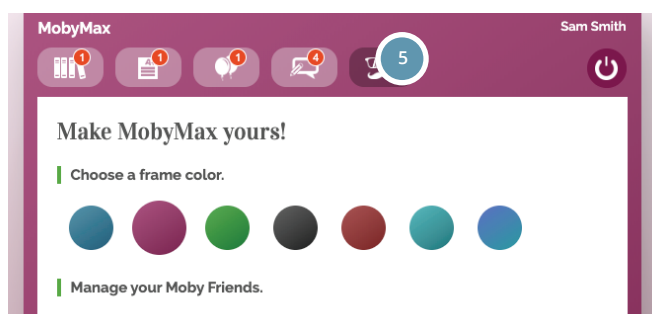 MobyMax
Sam Smith
1
1
1
4
5
A
Make MobyMax yours!
Choose a frame color.
Manage your Moby Friends.